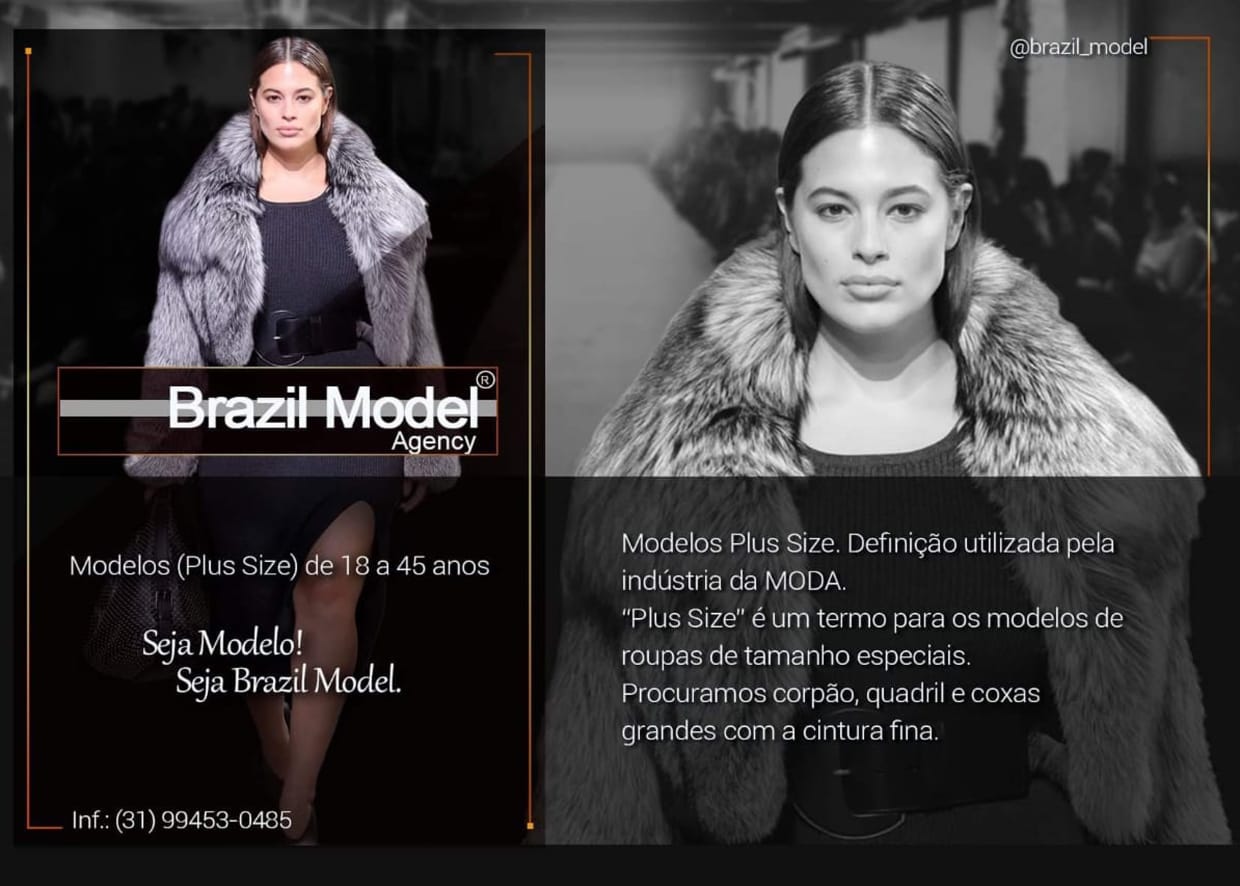 @brazil_model
Brazil Model®
Agency
Modelos (Plus Size) de 18 a 45 anos
Seja Modelo!
Seja Brazil Model.
Inf.: (31) 99453-0485
Modelos Plus Size. Definição utilizada pela
indústria da MODA.
“Plus Size” é um termo para os modelos de
roupas de tamanho especiais.
Procuramos corpão, quadril e coxas
grandes com a cintura fina.